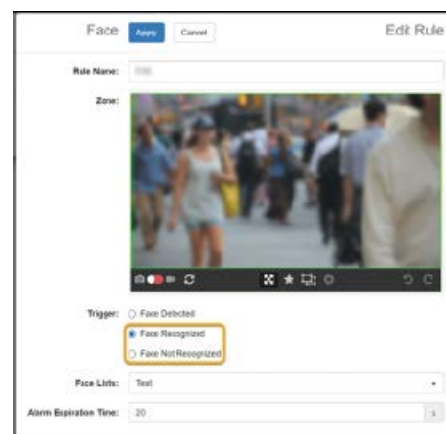 Face Apply Cancel Edit Rule
Rule Name:
Zone:
Trigger: Face Detected
Face Recognized
Face Not Recognized
Face Lists: Test
Alarm Expiration Time: 20 s